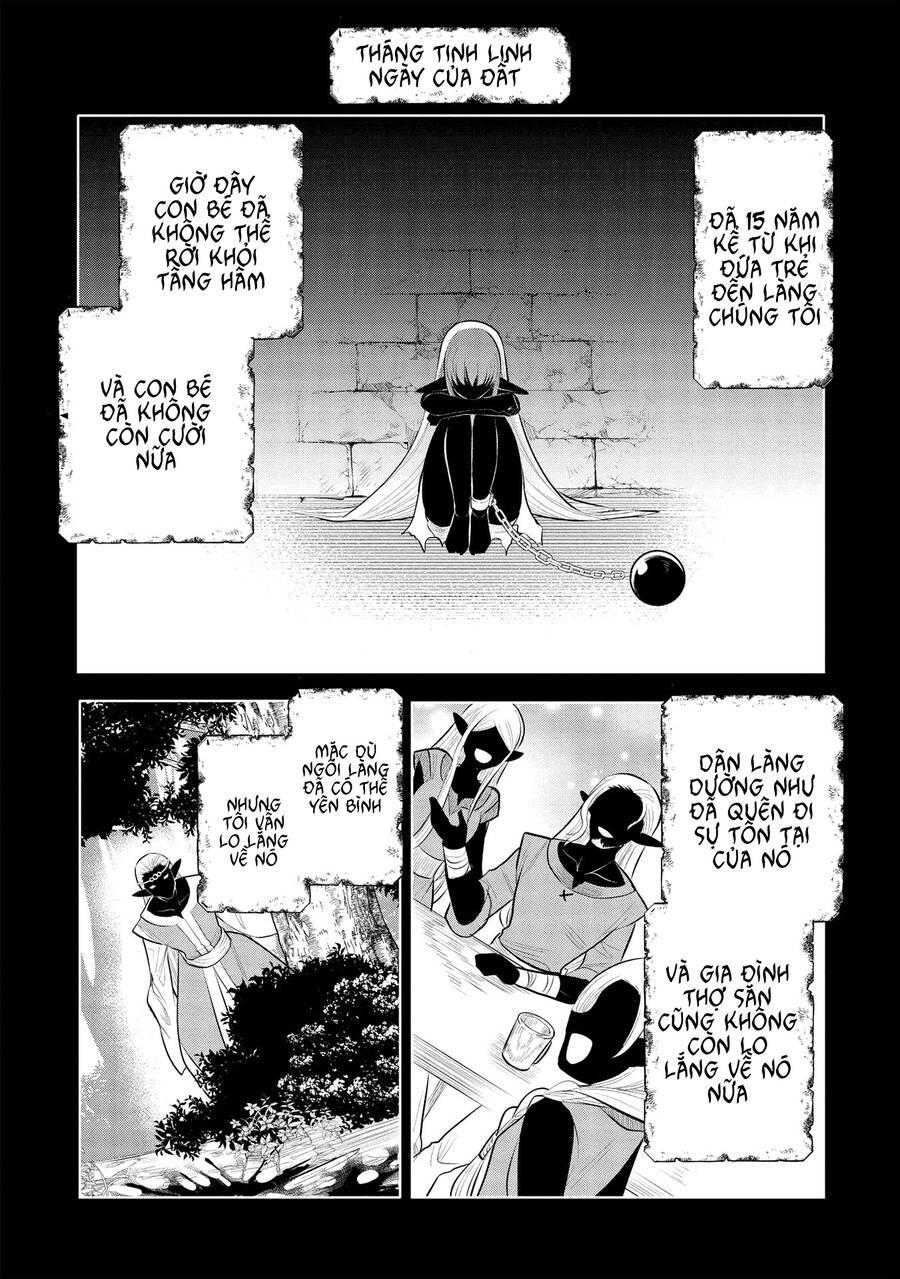 THÁNG TINH LINH
NGÀY CỦA ĐẤT
ĐÃ 15 NĂM
KỂ TỪ KHI
ĐỨA TRẺ
ĐẾN LÀNG
CHÚNG TÔI
GIỜ ĐÂY
CON BÉ ĐÃ
KHÔNG THỂ
RỜI KHỎI
TẦNG HẦM
VÀ CON BÉ
ĐÃ KHÔNG
CÒN CƯỜI
NỮA
DÂN LÀNG
DƯỜNG NHƯ
ĐÃ QUÊN ĐI
SỰ TỒN TẠI
CỦA NÓ
VÀ GIA ĐÌNH
THỢ SĂN
CŨNG KHÔNG
CÒN LO
LẮNG VỀ NÓ
NỮA
MẶC DÙ
NGÔI LÀNG
ĐÃ CÓ THỂ
YÊN BÌNH
NHƯNG
TÔI VẪN
LO LẮNG
VỀ NÓ